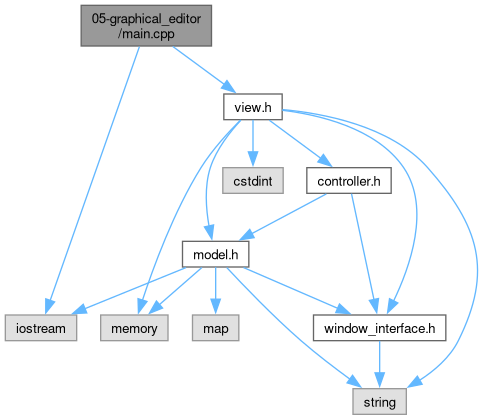 05-graphical_editor
/main.cpp
view.h
cstdint
controller.h
model.h
iostream
memory
map
window_interface.h
string